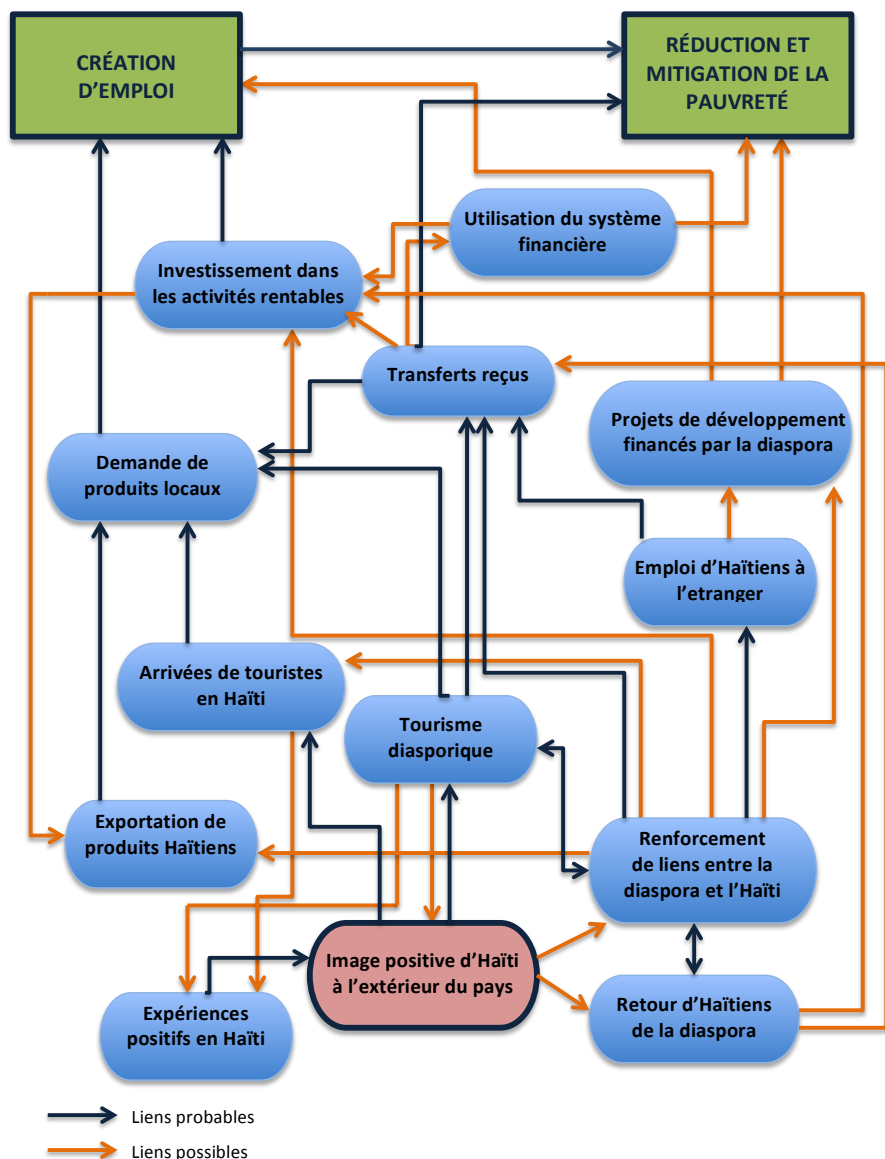 CRÉATION
D'EMPLOI
RÉDUCTION ET
MITIGATION DE LA
PAUVRETÉ
Utilisation du système
financière
Investissement dans
les activités rentables
Transferts reçus
Projets de développement
financés par la diaspora
Demande de
produits locaux
Emploi d'Haïtiens à
l'etranger
Arrivées de touristes
en Haïti
Tourisme
diasporique
Exportation de
produits Haïtiens
Renforcement
de liens entre la
diaspora et l'Haïti
Image positive d'Haïti
à l'extérieur du pays
Expériences
positifs en Haïti
Retour d'Haïtiens
de la diaspora
Liens probables
Liens possibles